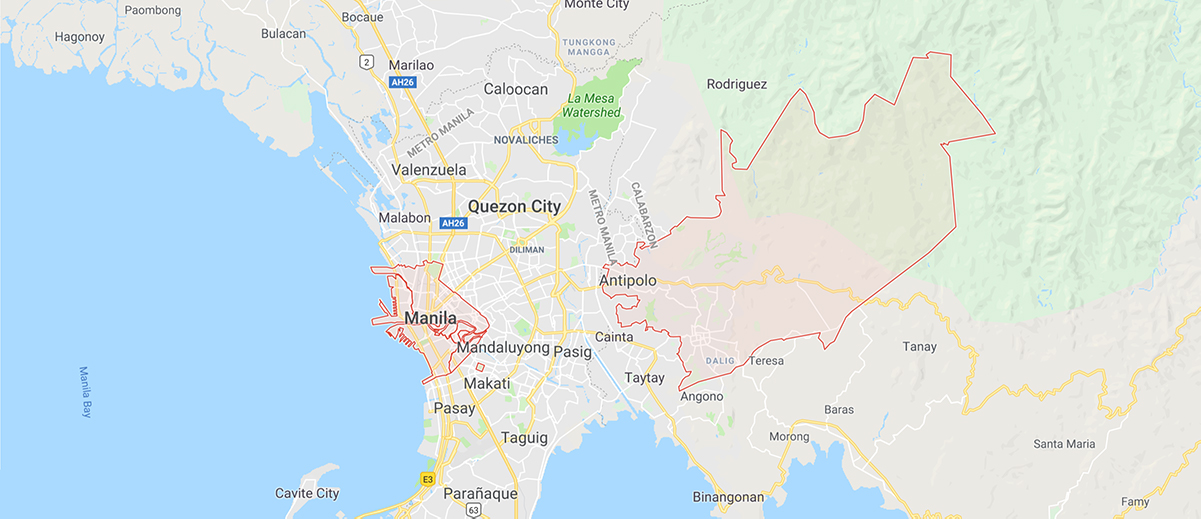 Monte City
Paombong
Bocaue
Bulacan
Hagonoy
TUNGKONG
MANGGA
2
Marilao
AH26
Caloocan
Rodriguez
La Mesa
Watershed
METRO MANILA
NOVALICHES
Valenzuela
METRO MANILA
CALABARZON
Quezon City
Malabon
AH26
DILIMAN
Antipolo
Manila
Cainta
Mandaluyong
Pasig
DALIG
Teresa
Tanay
Manila Bay
Makati
Taytay
Angono
Pasay
Baras
Taguig
Morong
Santa Maria
E3
Cavite City
Parañaque
Binangonan
63
Famy